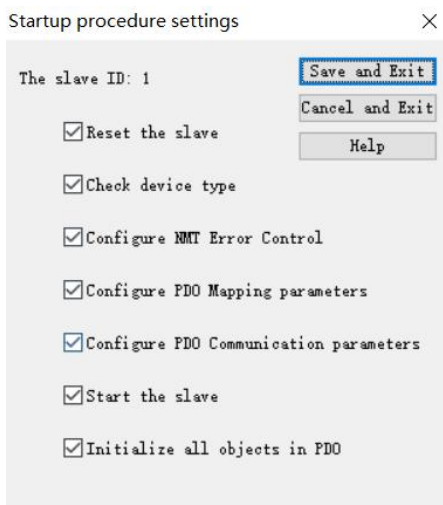 Startup procedure settings
The slave ID: 1
Save and Exit
Cancel and Exit
Help
Reset the slave
Check device type
Configure NMT Error Control
Configure PDO Mapping parameters
Configure PDO Communication parameters
Start the slave
Initialize all objects in PDO